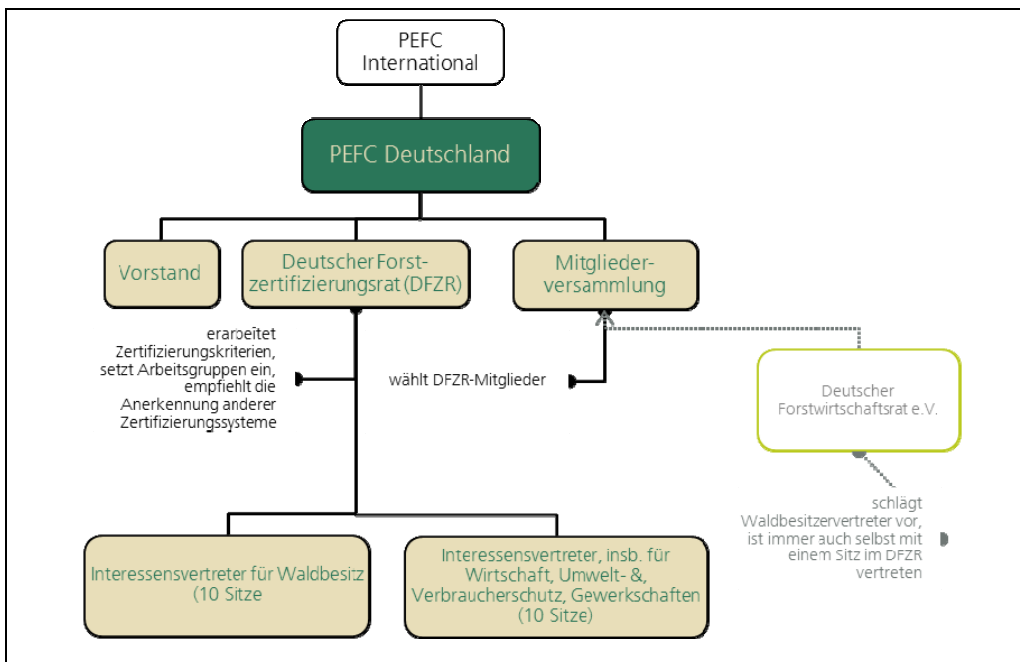 PEFC
International
PEFC Deutschland
Vorstand
Deutscher Forst-
zertifizierungsrat (DFZR)
Mitglieder-
versammlung
erarbeitet
Zertifizierungskriterien,
setzt Arbeitsgruppen ein,
empfiehlt die
Anerkennung anderer
Zertifizierungssysteme
wählt DFZR-Mitglieder
Deutscher
Forstwirtschaftsrat e.V.
schlägt
Waldbesitzervertreter vor,
ist immer auch selbst mit
einem Sitz im DFZR
vertreten
Interessensvertreter für Waldbesitz
(10 Sitze
Interessensvertreter, insb. für
Wirtschaft, Umwelt- &,
Verbraucherschutz, Gewerkschaften
(10 Sitze)